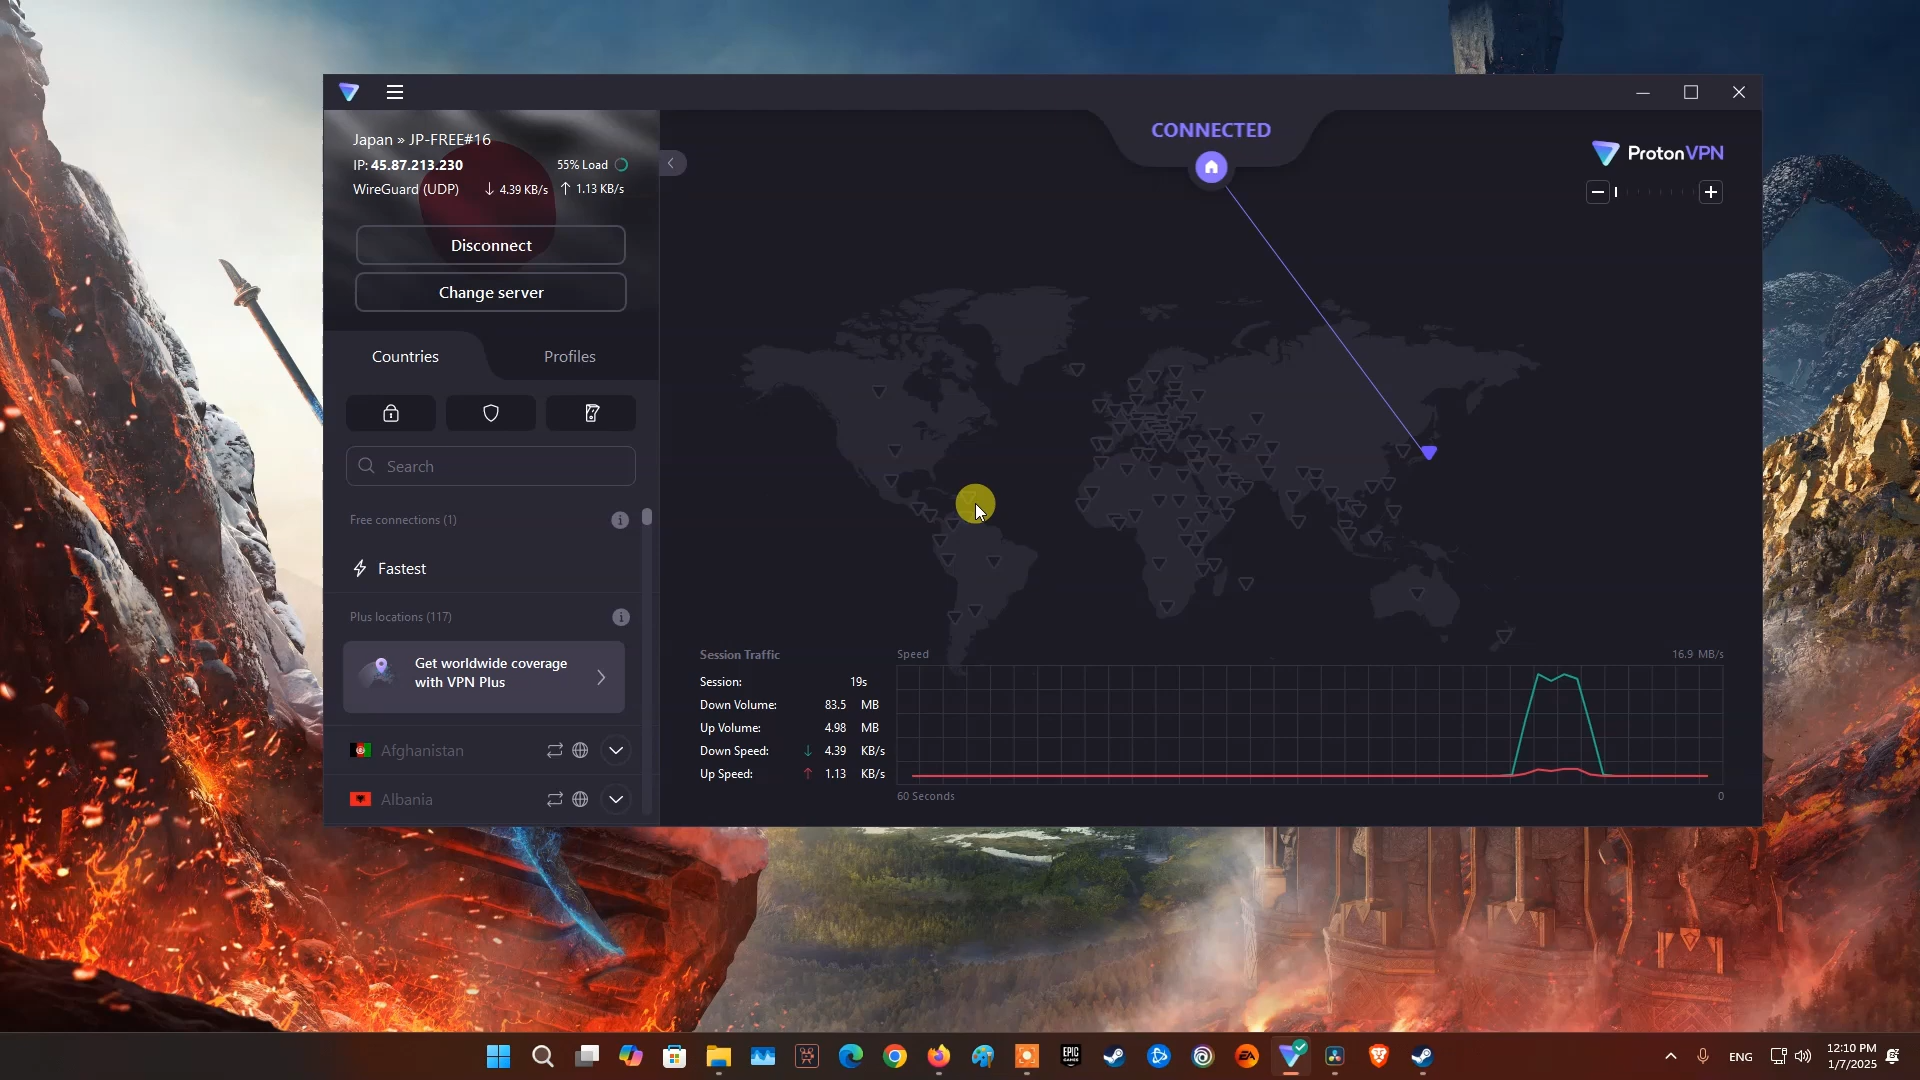 Japan » JP-FREE#16
IP: 45.87.213.230
55% Load
WireGuard (UDP)
↓ 4.39 KB/s
↑ 1.13 KB/s
Disconnect
Change server
Countries
Profiles
Search
Free connections (1)
Fastest
Plus locations (117)
Get worldwide coverage
with VPN Plus
Afghanistan
Albania
CONNECTED
ProtonVPN
Session Traffic
Session: 19s
Down Volume: 83.5 MB
Up Volume: 4.98 MB
Down Speed: ↓ 4.39 KB/s
Up Speed: ↑ 1.13 KB/s
Speed
16.9 MB/s
60 Seconds
0
EPIC
GAMES
EA
ENG
12:10 PM
1/7/2025